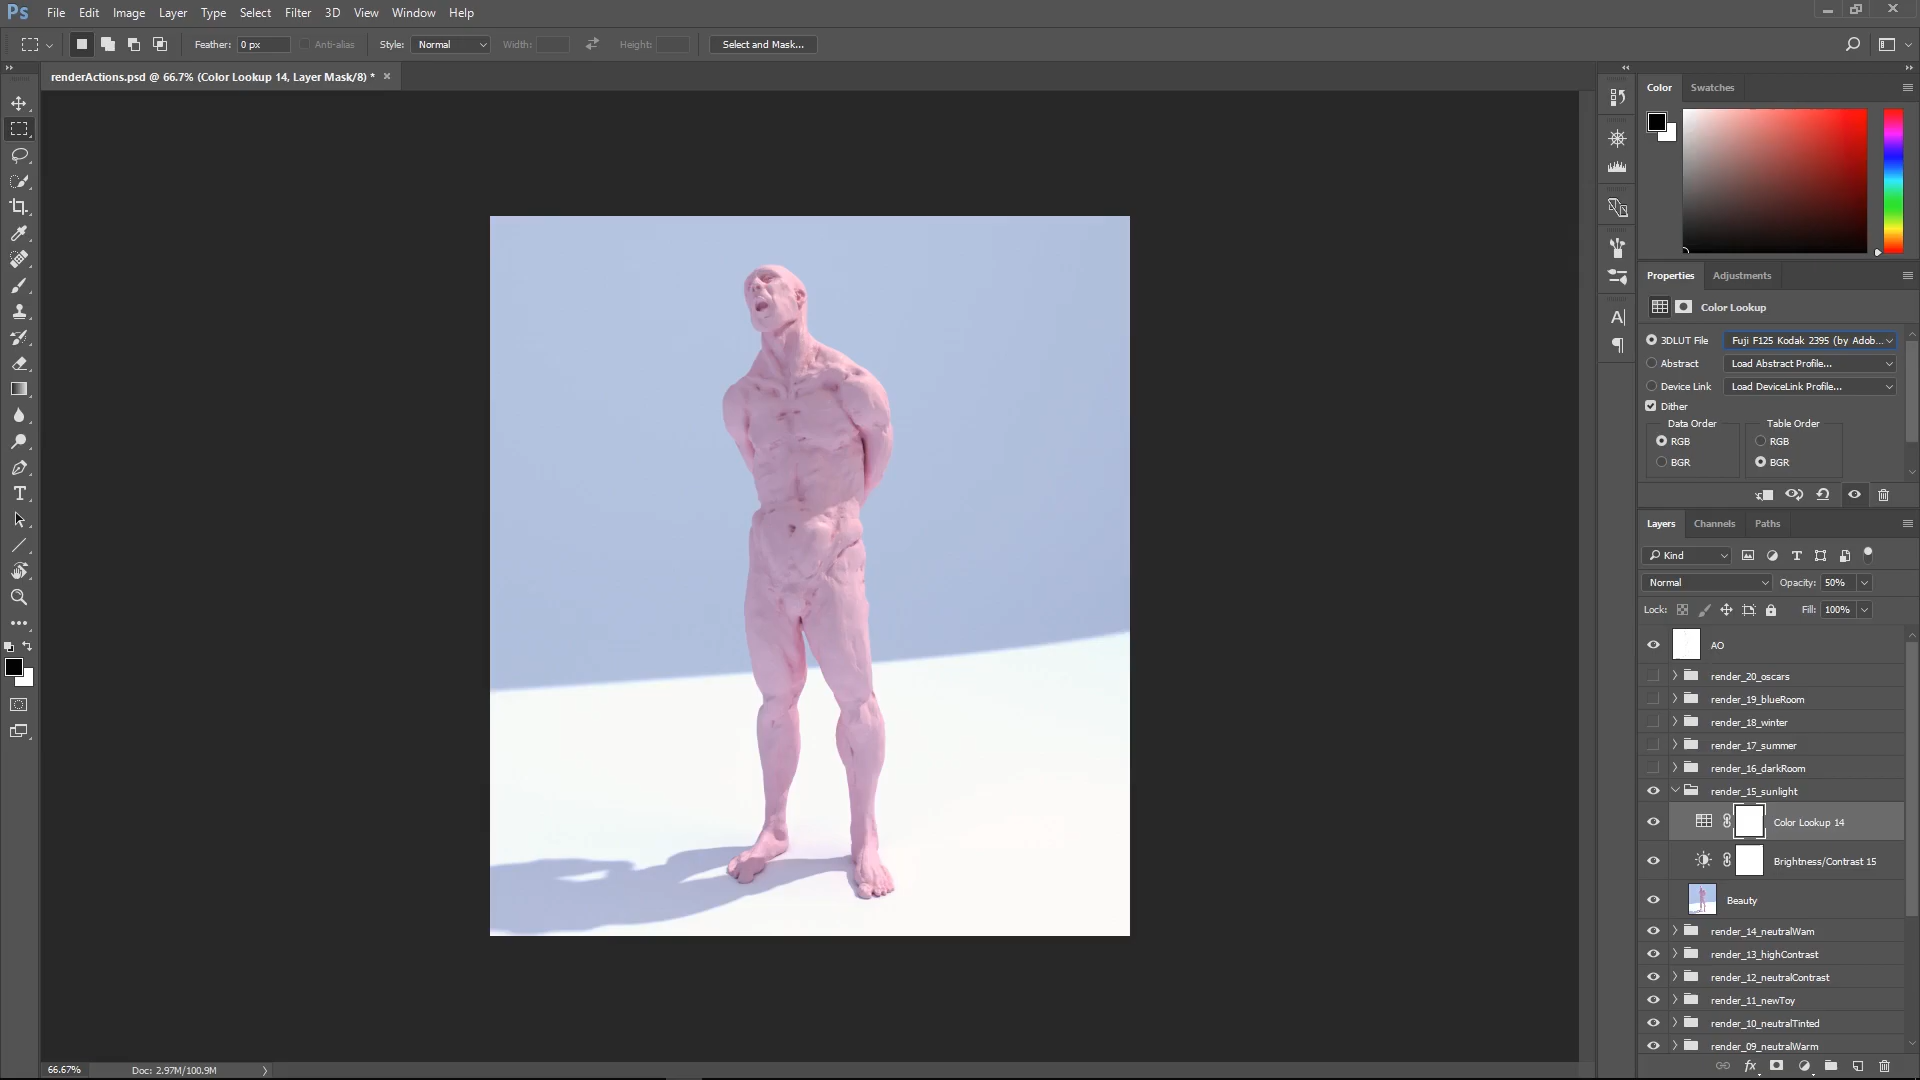 Ps File Edit Image Layer Type Select Filter 3D View Window Help
Feather: 0 px Anti-alias Style: Normal Width: Height: Select and Mask...
renderActions.psd @ 66.7% (Color Lookup 14, Layer Mask/8) * ×
Color Swatches
Properties Adjustments
Color Lookup
3DLUT File Fuji F125 Kodak 2395 (by Adob...
Abstract Load Abstract Profile...
Device Link Load DeviceLink Profile...
Dither
Data Order Table Order
RGB RGB
BGR BGR
Layers Channels Paths
Kind
Normal Opacity: 50%
Lock: Fill: 100%
AO
render_20_oscars
render_19_blueRoom
render_18_winter
render_17_summer
render_16_darkRoom
render_15_sunlight
Color Lookup 14
Brightness/Contrast 15
Beauty
render_14_neutralWam
render_13_highContrast
render_12_neutralContrast
render_11_newToy
render_10_neutralTinted
render_09_neutralWarm
66.67% Doc: 2.97M/100.9M